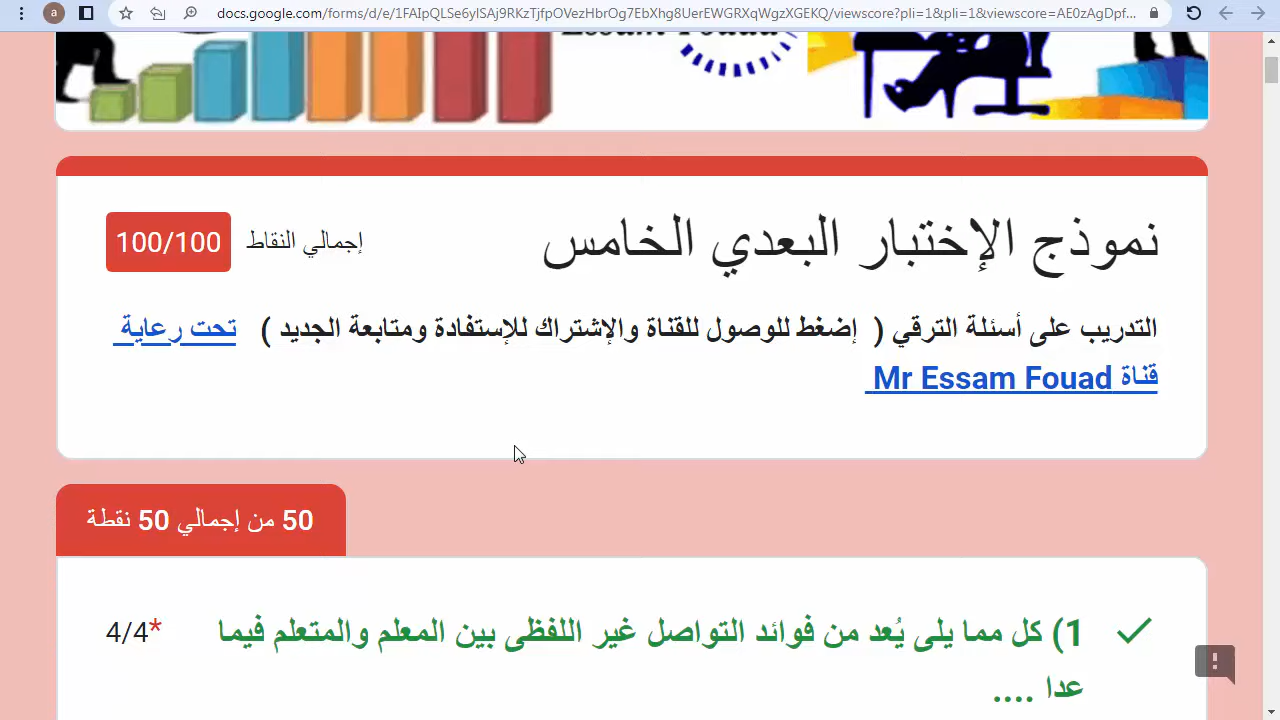 docs.google.com/forms/d/e/1FAIpQLSe6ylSAj9RKzTjfpOVezHbrOg7EbXhg8UerEWGRXqWgzXGEKQ/viewscore?pli=1&pli=1&viewscore=AE0zAgDpf...
a
Essam Fouad
نموذج الإختبار البعدي الخامس
إجمالي النقاط 100/100
التدريب على أسئلة الترقي ( إضغط للوصول للقناة والإشتراك للإستفادة ومتابعة الجديد ) تحت رعاية
قناة Mr Essam Fouad
50 من إجمالي 50 نقطة
1) كل مما يلى يُعد من فوائد التواصل غير اللفظى بين المعلم والمتعلم فيما
عدا ....
*4/4